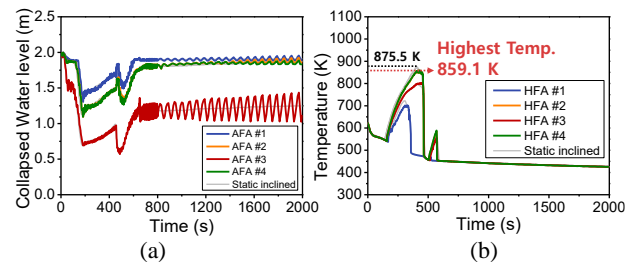 Collapsed Water level (m)
2.5
2.0
1.5
1.0
0.5
0.0
AFA #1
AFA #2
AFA #3
AFA #4
Static inclined
0
400
800
1200
1600
2000
Time (s)
(a)
Temperature (K)
1100
1000
900
800
700
600
500
400
300
875.5 K
Highest Temp.
859.1 K
HFA #1
HFA #2
HFA #3
HFA #4
Static inclined
0
500
1000
1500
2000
Time (s)
(b)